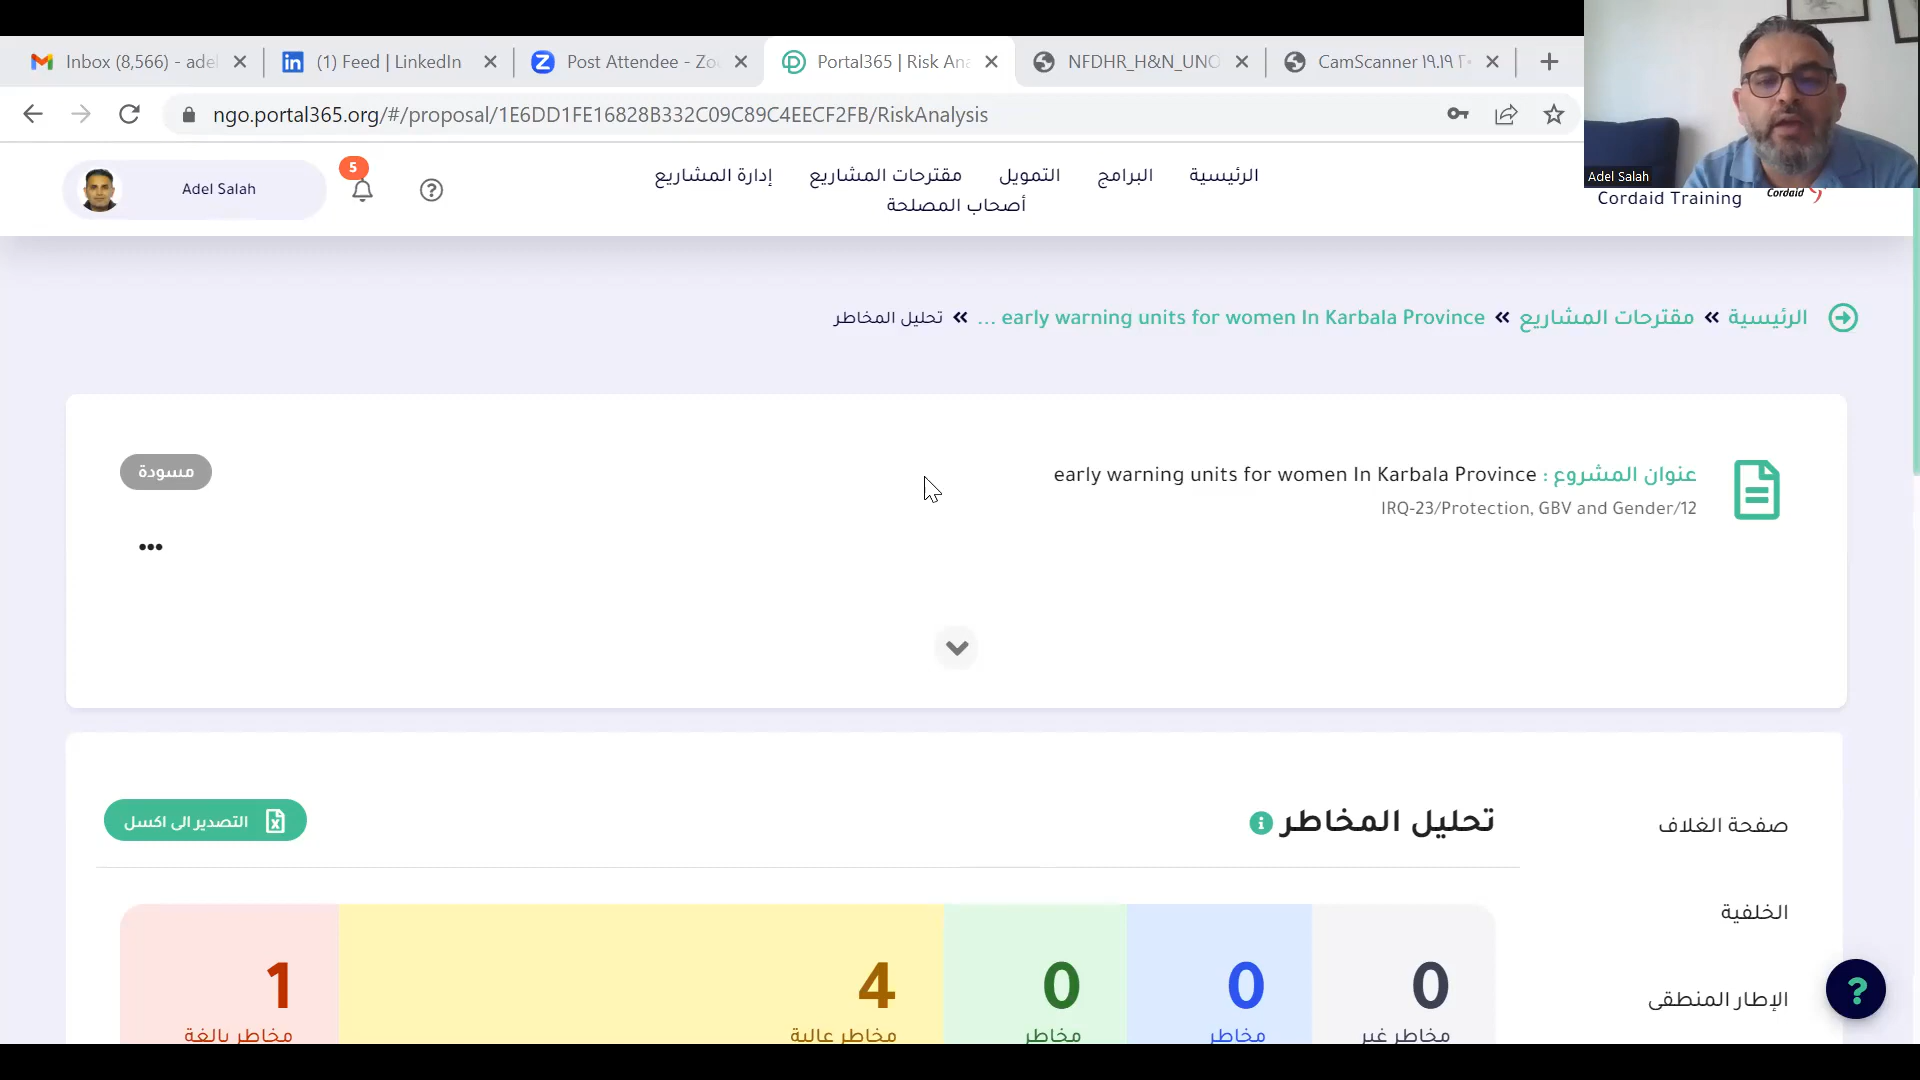 Inbox (8,566) - adel
(1) Feed | LinkedIn
Post Attendee - Zo
Portal365 | Risk Ana
NFDHR_H&N_UNO
CamScanner
ngo.portal365.org/#/proposal/1E6DD1FE16828B332C09C89C4EECF2FB/RiskAnalysis
Adel Salah
Cordaid
Cordaid Training
الرئيسية البرامج التمويل مقترحات المشاريع إدارة المشاريع
أصحاب المصلحة
5
Adel Salah
الرئيسية » مقترحات المشاريع » early warning units for women In Karbala Province ... » تحليل المخاطر
عنوان المشروع : early warning units for women In Karbala Province
IRQ-23/Protection, GBV and Gender/12
مسودة
تحليل المخاطر
التصدير الى اكسل
صفحة الغلاف
الخلفية
الإطار المنطقي
0
مخاطر غير
0
مخاطر
0
مخاطر
4
مخاطر عالية
1
مخاطر بالغة